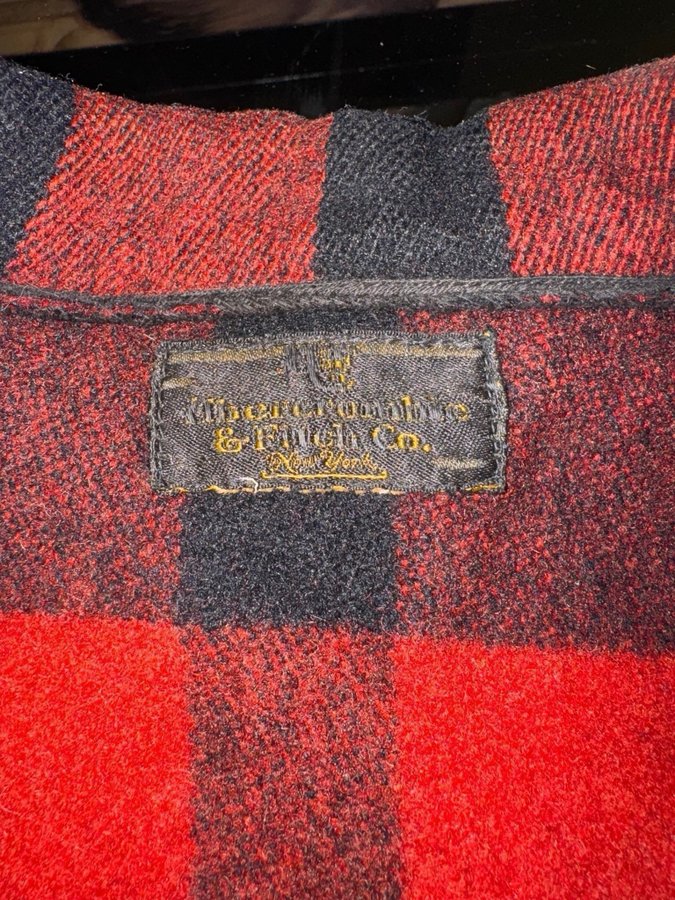 Abercrombie
& Fitch Co.
New York